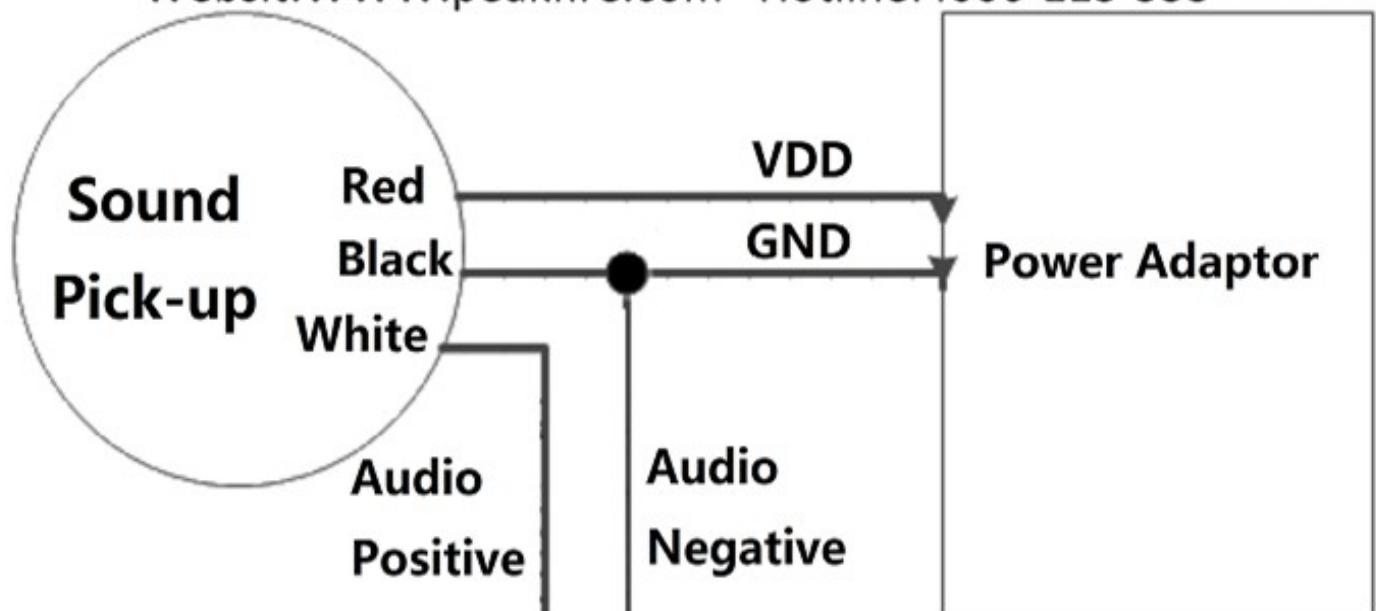 VDD
Red
Sound
GND
Black
Power Adaptor
Pick-up
White
Audio
Positive
Audio
Negative